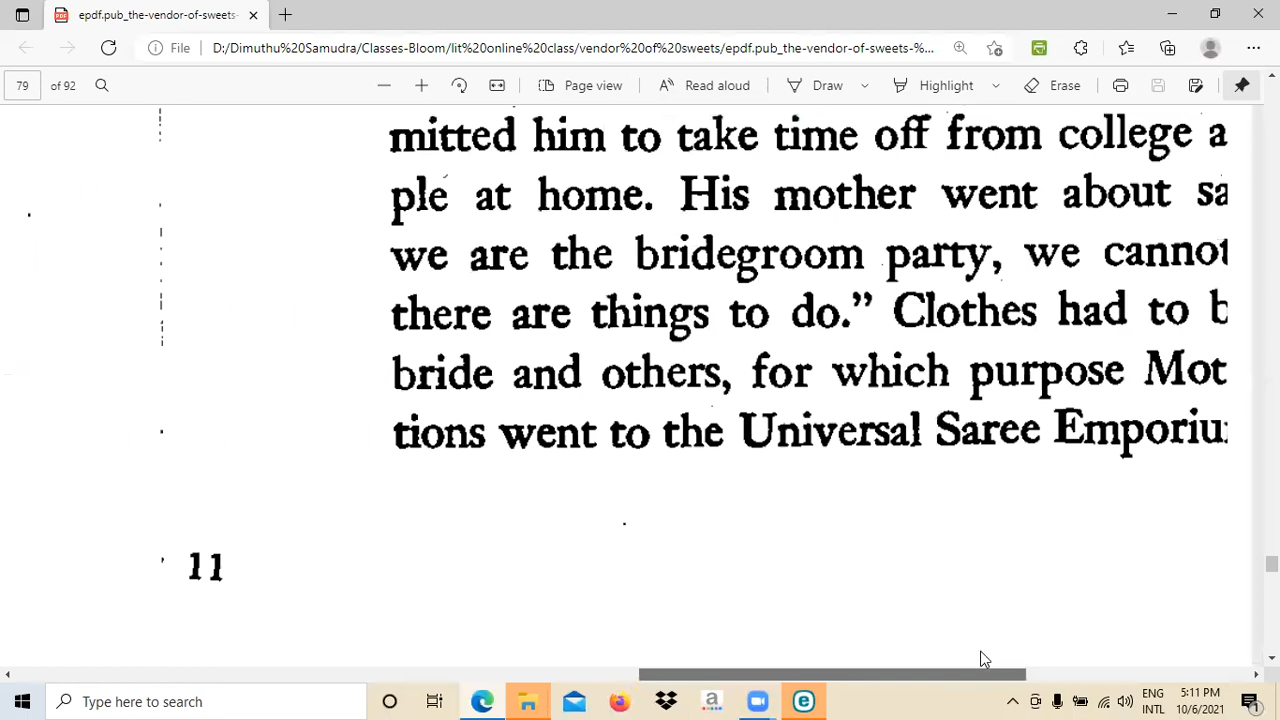 epdf.pub_the-vendor-of-sweets-
File
D:/Dimuthu%20Samudra/Classes-Bloom/lit%20online%20class/vendor%20of%20sweets/epdf.pub_the-vendor-of-sweets-%...
79 of 92
Page view
Read aloud
Draw
Highlight
Erase
mitted him to take time off from college a
ple at home. His mother went about sa
we are the bridegroom party, we cannot
there are things to do.” Clothes had to b
bride and others, for which purpose Mot
tions went to the Universal Saree Emporiu
11
Type here to search
ENG
INTL
5:11 PM
10/6/2021